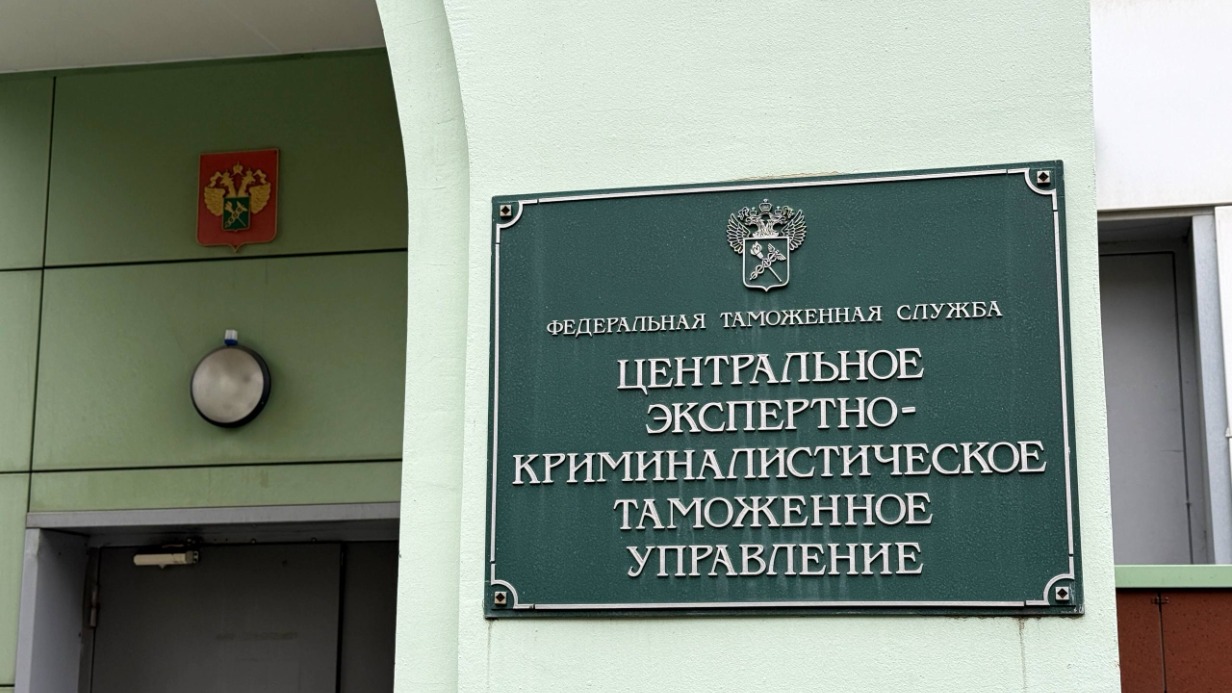 ФЕДЕРАЛЬНАЯ ТАМОЖЕННАЯ СЛУЖБА
ЦЕНТРАЛЬНОЕ
ЭКСПЕРТНО-
КРИМИНАЛИСТИЧЕСКОЕ
ТАМОЖЕННОЕ
УПРАВЛЕНИЕ